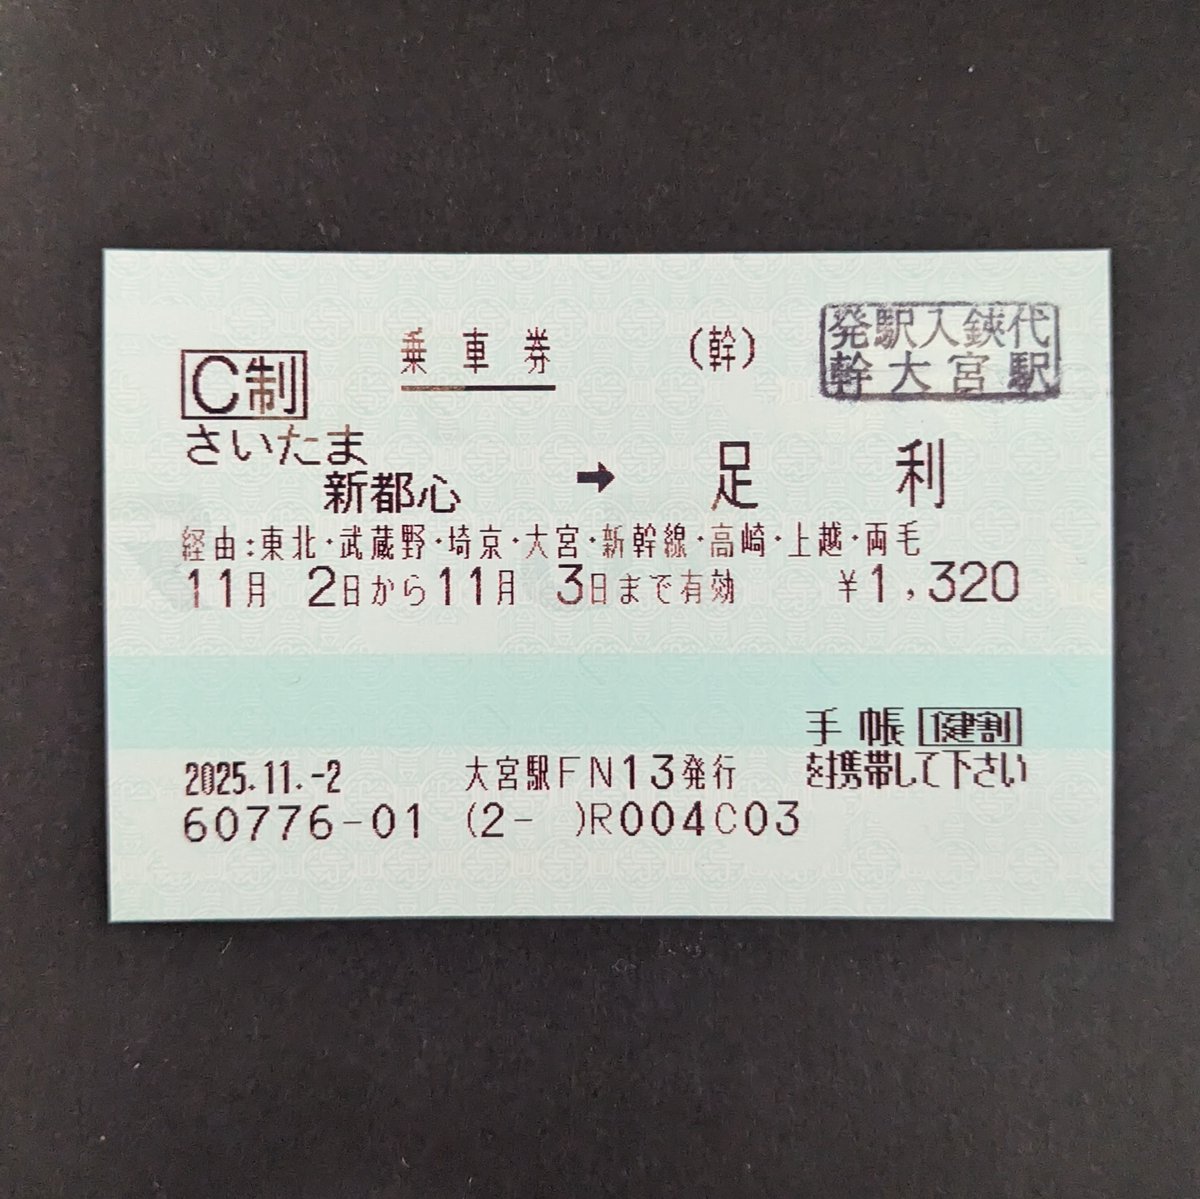 乗車券 (幹)
発駅入鋏代
幹大宮駅
C制
さいたま
新都心 → 足利
経由:東北・武蔵野・埼京・大宮・新幹線・高崎・上越・両毛
11月 2日から11月 3日まで有効 ¥1,320
手帳 健割
を携帯して下さい
2025.11.-2 大宮駅FN13発行
60776-01 (2- )R004C03